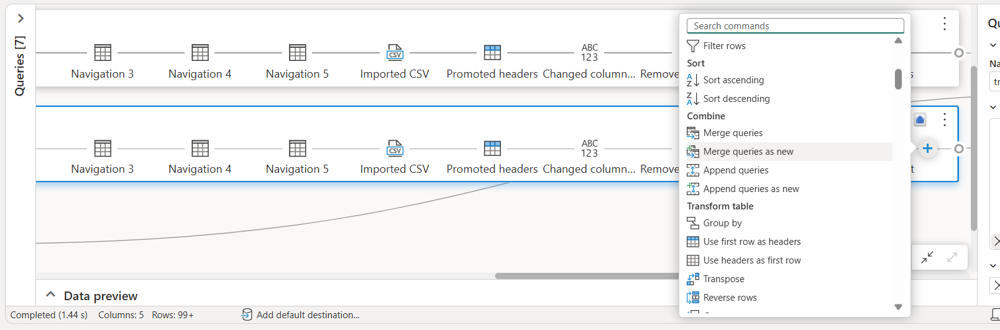 Queries [7]
Navigation 3
Navigation 4
Navigation 5
CSV
Imported CSV
Promoted headers
ABC
123
Changed column...
Remove
Navigation 3
Navigation 4
Navigation 5
CSV
Imported CSV
Promoted headers
ABC
123
Changed column...
Remove
Search commands
Filter rows
Sort
Sort ascending
Sort descending
Combine
Merge queries
Merge queries as new
Append queries
Append queries as new
Transform table
Group by
Use first row as headers
Use headers as first row
Transpose
Reverse rows
Data preview
Completed (1.44 s) Columns: 5 Rows: 99+ Add default destination...